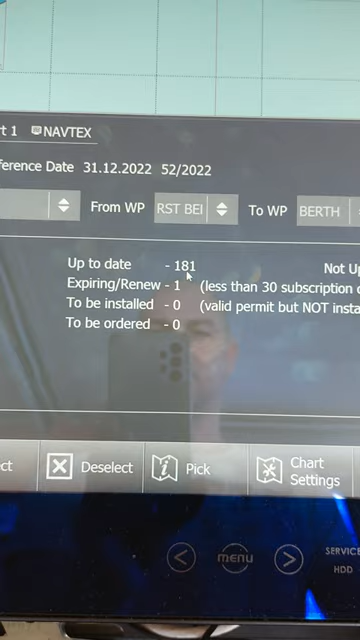 rt 1 NAVTEX
ference Date 31.12.2022 52/2022
From WP RST BEI To WP BERTH
Up to date - 181 Not Up
Expiring/Renew - 1 (less than 30 subscription
To be installed - 0 (valid permit but NOT insta
To be ordered - 0
ct Deselect Pick Chart Settings
menu SERVICE
HDD